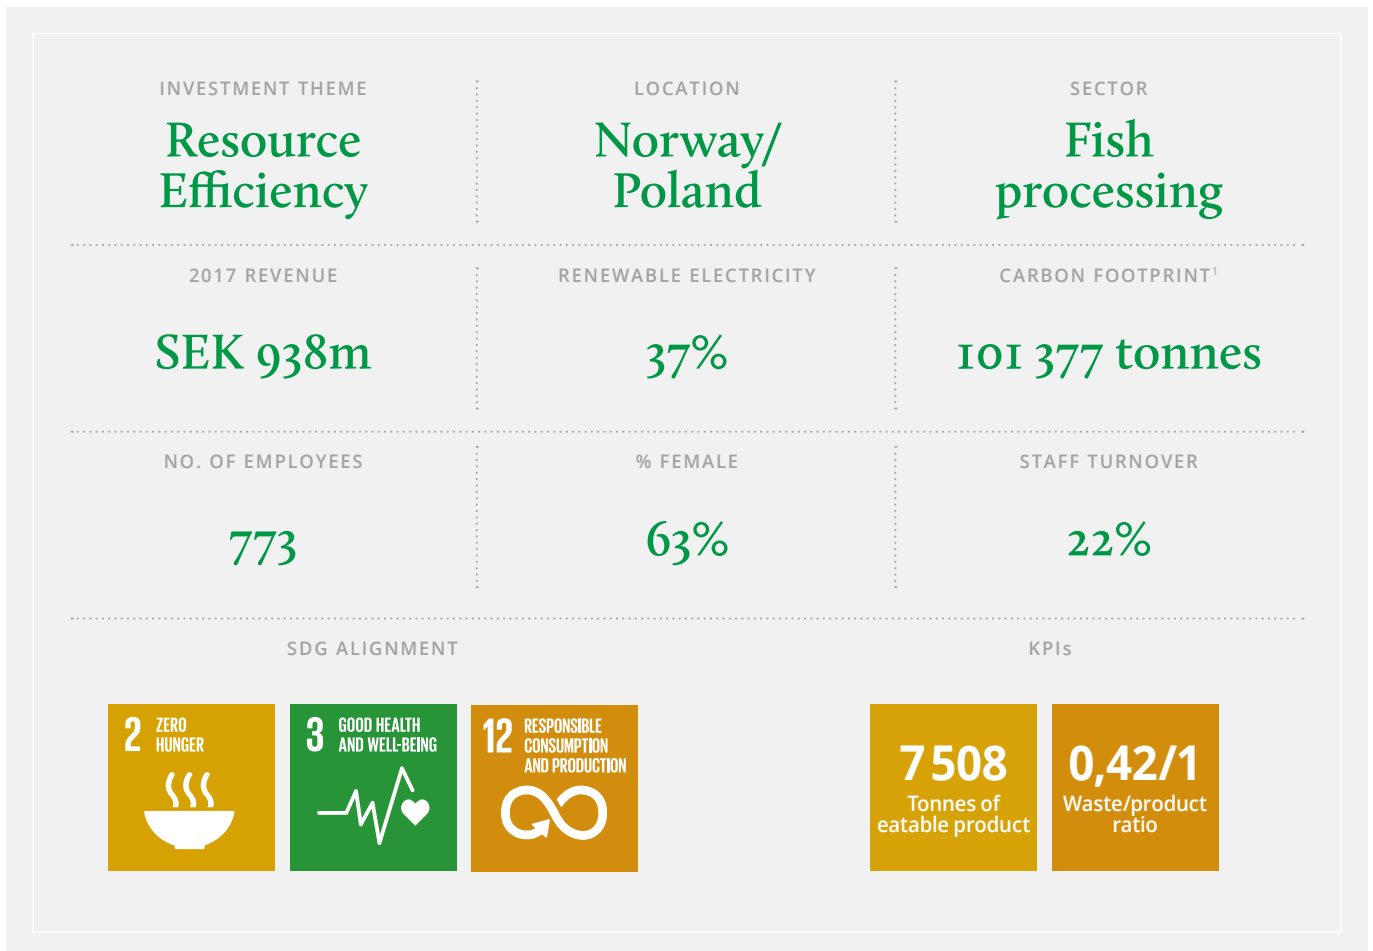 INVESTMENT THEME
Resource
Efficiency
LOCATION
Norway/
Poland
SECTOR
Fish
processing
2017 REVENUE
SEK 938m
RENEWABLE ELECTRICITY
37%
CARBON FOOTPRINT¹
101 377 tonnes
NO. OF EMPLOYEES
773
% FEMALE
63%
STAFF TURNOVER
22%
SDG ALIGNMENT
2 ZERO
HUNGER
3 GOOD HEALTH
AND WELL-BEING
12 RESPONSIBLE
CONSUMPTION
AND PRODUCTION
KPIs
7 508
Tonnes of
eatable product
0,42/1
Waste/product
ratio